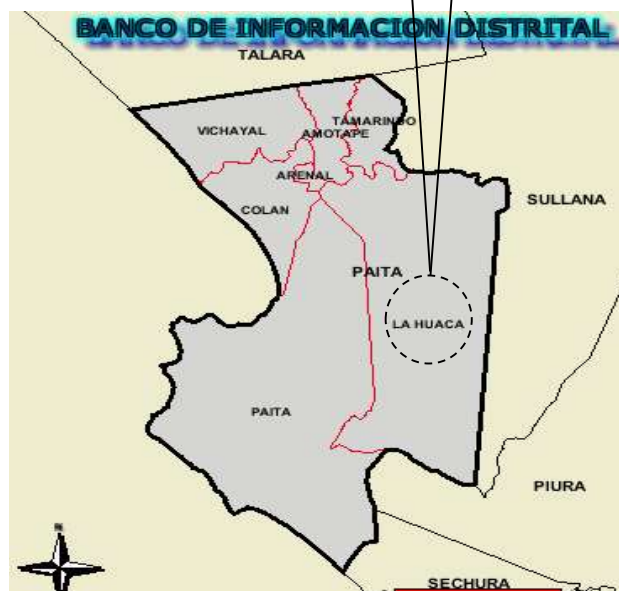 BANCO DE INFORMACION DISTRITAL
TALARA
VICHAYAL
TAMARINDO
AMOTAPE
ARENAL
SULLANA
COLAN
PAITA
LA HUACA
PAITA
PIURA
N
SECHURA